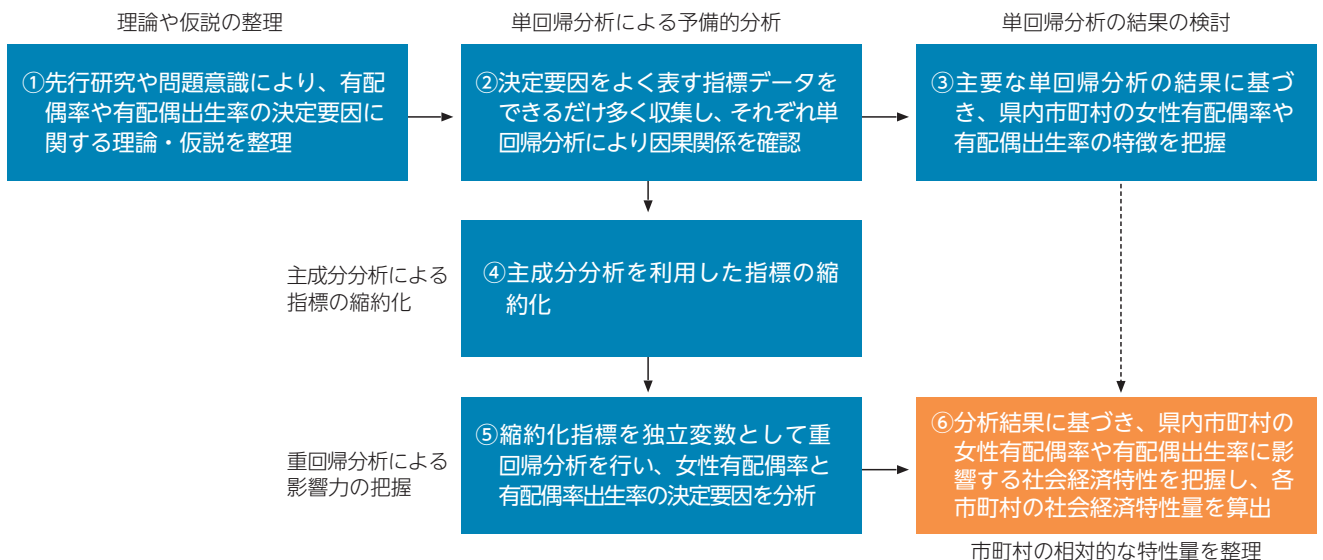 理論や仮説の整理
①先行研究や問題意識により、有配
偶率や有配偶出生率の決定要因に
関する理論・仮説を整理
単回帰分析による予備的分析
②決定要因をよく表す指標データを
できるだけ多く収集し、それぞれ単
回帰分析により因果関係を確認
単回帰分析の結果の検討
③主要な単回帰分析の結果に基づ
き、県内市町村の女性有配偶率や
有配偶出生率の特徴を把握
主成分分析による
指標の縮約化
④主成分分析を利用した指標の縮
約化
重回帰分析による
影響力の把握
⑤縮約化指標を独立変数として重
回帰分析を行い、女性有配偶率と
有配偶率出生率の決定要因を分析
⑥分析結果に基づき、県内市町村の
女性有配偶率や有配偶出生率に影
響する社会経済特性を把握し、各
市町村の社会経済特性量を算出
市町村の相対的な特性量を整理